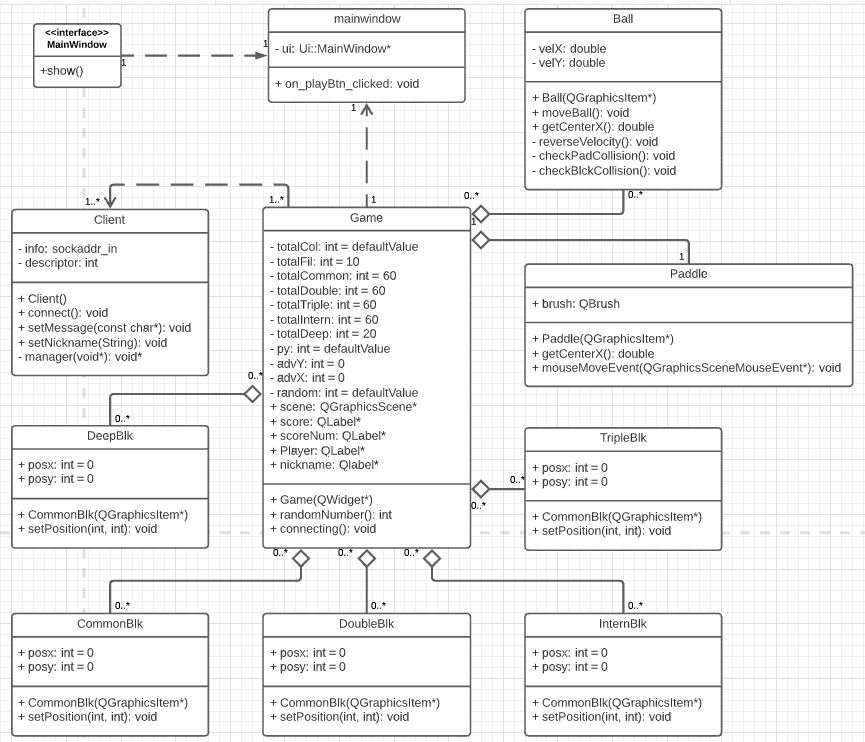 <<interface>>
MainWindow
+show()
1
1
mainwindow
- ui: Ui::MainWindow*
+ on_playBtn_clicked: void
1
1
Ball
- velX: double
- velY: double
+ Ball(QGraphicsItem*)
+ moveBall(): void
+ getCenterX(): double
- reverseVelocity(): void
- checkPadCollision(): void
- checkBlckCollision(): void
0..*
0..*
1..*
1..*
Client
- info: sockaddr_in
- descriptor: int
+ Client()
+ connect(): void
+ setMessage(const char*): void
+ setNickname(String): void
- manager(void*): void*
Game
- totalCol: int = defaultValue
- totalFil: int = 10
- totalCommon: int = 60
- totalDouble: int = 60
- totalTriple: int = 60
- totalIntern: int = 60
- totalDeep: int = 20
- py: int = defaultValue
- advY: int = 0
- advX: int = 0
- random: int = defaultValue
+ scene: QGraphicsScene*
+ score: QLabel*
+ scoreNum: QLabel*
+ Player: QLabel*
+ nickname: Qlabel*
+ Game(QWidget*)
+ randomNumber(): int
+ connecting(): void
1
1
Paddle
+ brush: QBrush
+ Paddle(QGraphicsItem*)
+ getCenterX(): double
+ mouseMoveEvent(QGraphicsSceneMouseEvent*): void
0..*
0..*
DeepBlk
+ posx: int = 0
+ posy: int = 0
+ CommonBlk(QGraphicsItem*)
+ setPosition(int, int): void
0..*
0..*
TripleBlk
+ posx: int = 0
+ posy: int = 0
+ CommonBlk(QGraphicsItem*)
+ setPosition(int, int): void
0..*
0..*
0..*
0..*
0..*
0..*
CommonBlk
+ posx: int = 0
+ posy: int = 0
+ CommonBlk(QGraphicsItem*)
+ setPosition(int, int): void
DoubleBlk
+ posx: int = 0
+ posy: int = 0
+ CommonBlk(QGraphicsItem*)
+ setPosition(int, int): void
InternBlk
+ posx: int = 0
+ posy: int = 0
+ CommonBlk(QGraphicsItem*)
+ setPosition(int, int): void